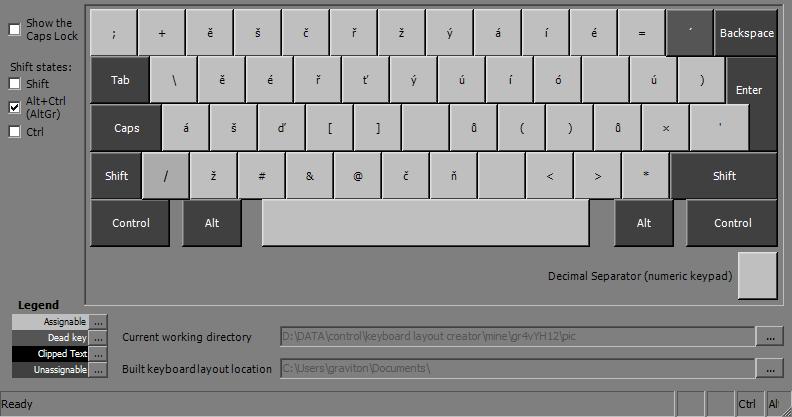 Show the
Caps Lock
Shift states:
Shift
Alt+Ctrl
(AltGr)
Ctrl
; + ě š č ř ž ý á í é = ´ Backspace
Tab \ ě é ř ť ý ú í ó ú ) Enter
Caps á š ď [ ] ů ( ) ů × '
Shift / ž # & @ č ň < > * Shift
Control Alt Alt Control
Decimal Separator (numeric keypad)
Legend
Assignable ...
Dead key ...
Clipped Text ...
Unassignable ...
Current working directory D:\DATA\control\keyboard layout creator\mine\gr4vYH12\pic ...
Built keyboard layout location C:\Users\graviton\Documents\ ...
Ready Ctrl Alt